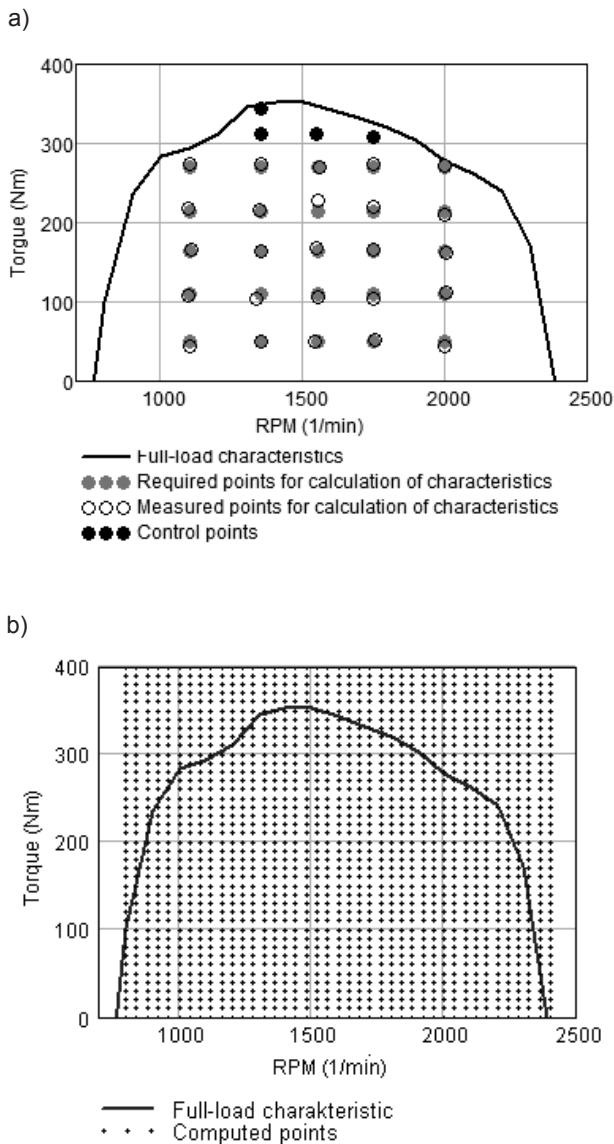 a)
400
300
200
100
0
Torgue (Nm)
1000 1500 2000 2500
RPM (1/min)
Full-load characteristics
Required points for calculation of characteristics
Measured points for calculation of characteristics
Control points
b)
400
300
200
100
0
Torque (Nm)
1000 1500 2000 2500
RPM (1/min)
Full-load charakteristic
Computed points